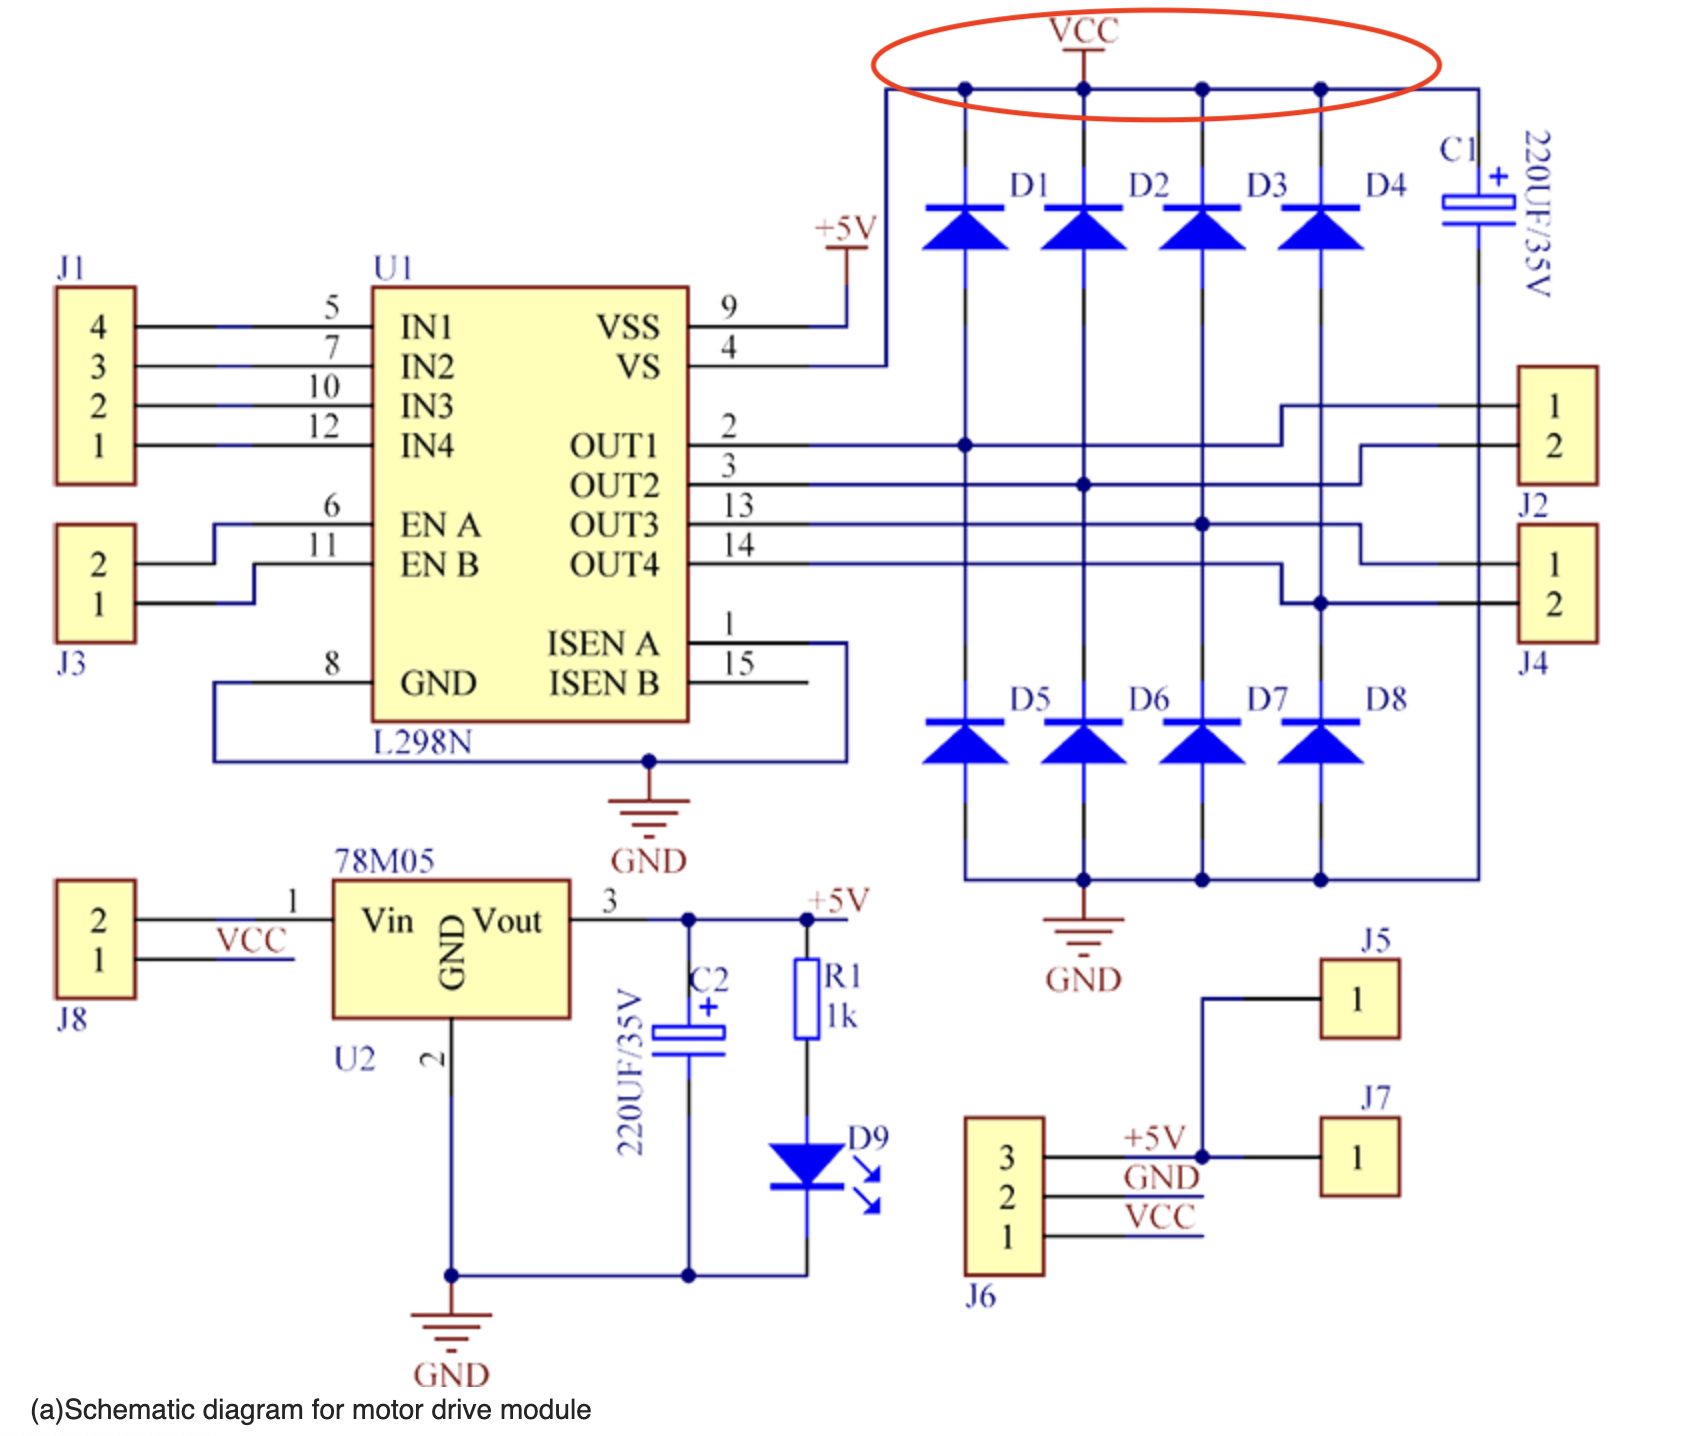 VCC
C1
220UF/35V
D1 D2 D3 D4
+5V
J1
U1
4 5 IN1 VSS 9
3 7 IN2 VS 4
2 10 IN3
1 12 IN4 OUT1 2
OUT2 3
6 EN A OUT3 13
2 11 EN B OUT4 14
1
J3
ISEN A 1
8 GND ISEN B 15
L298N
GND
1
2
J2
1
2
J4
D5 D6 D7 D8
GND
78M05
2 1 Vin GND Vout 3 +5V
1 VCC
J8
U2
2
C2
+
220UF/35V
R1
1k
D9
GND
J5
1
J7
1
3 +5V
2 GND
1 VCC
J6
(a)Schematic diagram for motor drive module